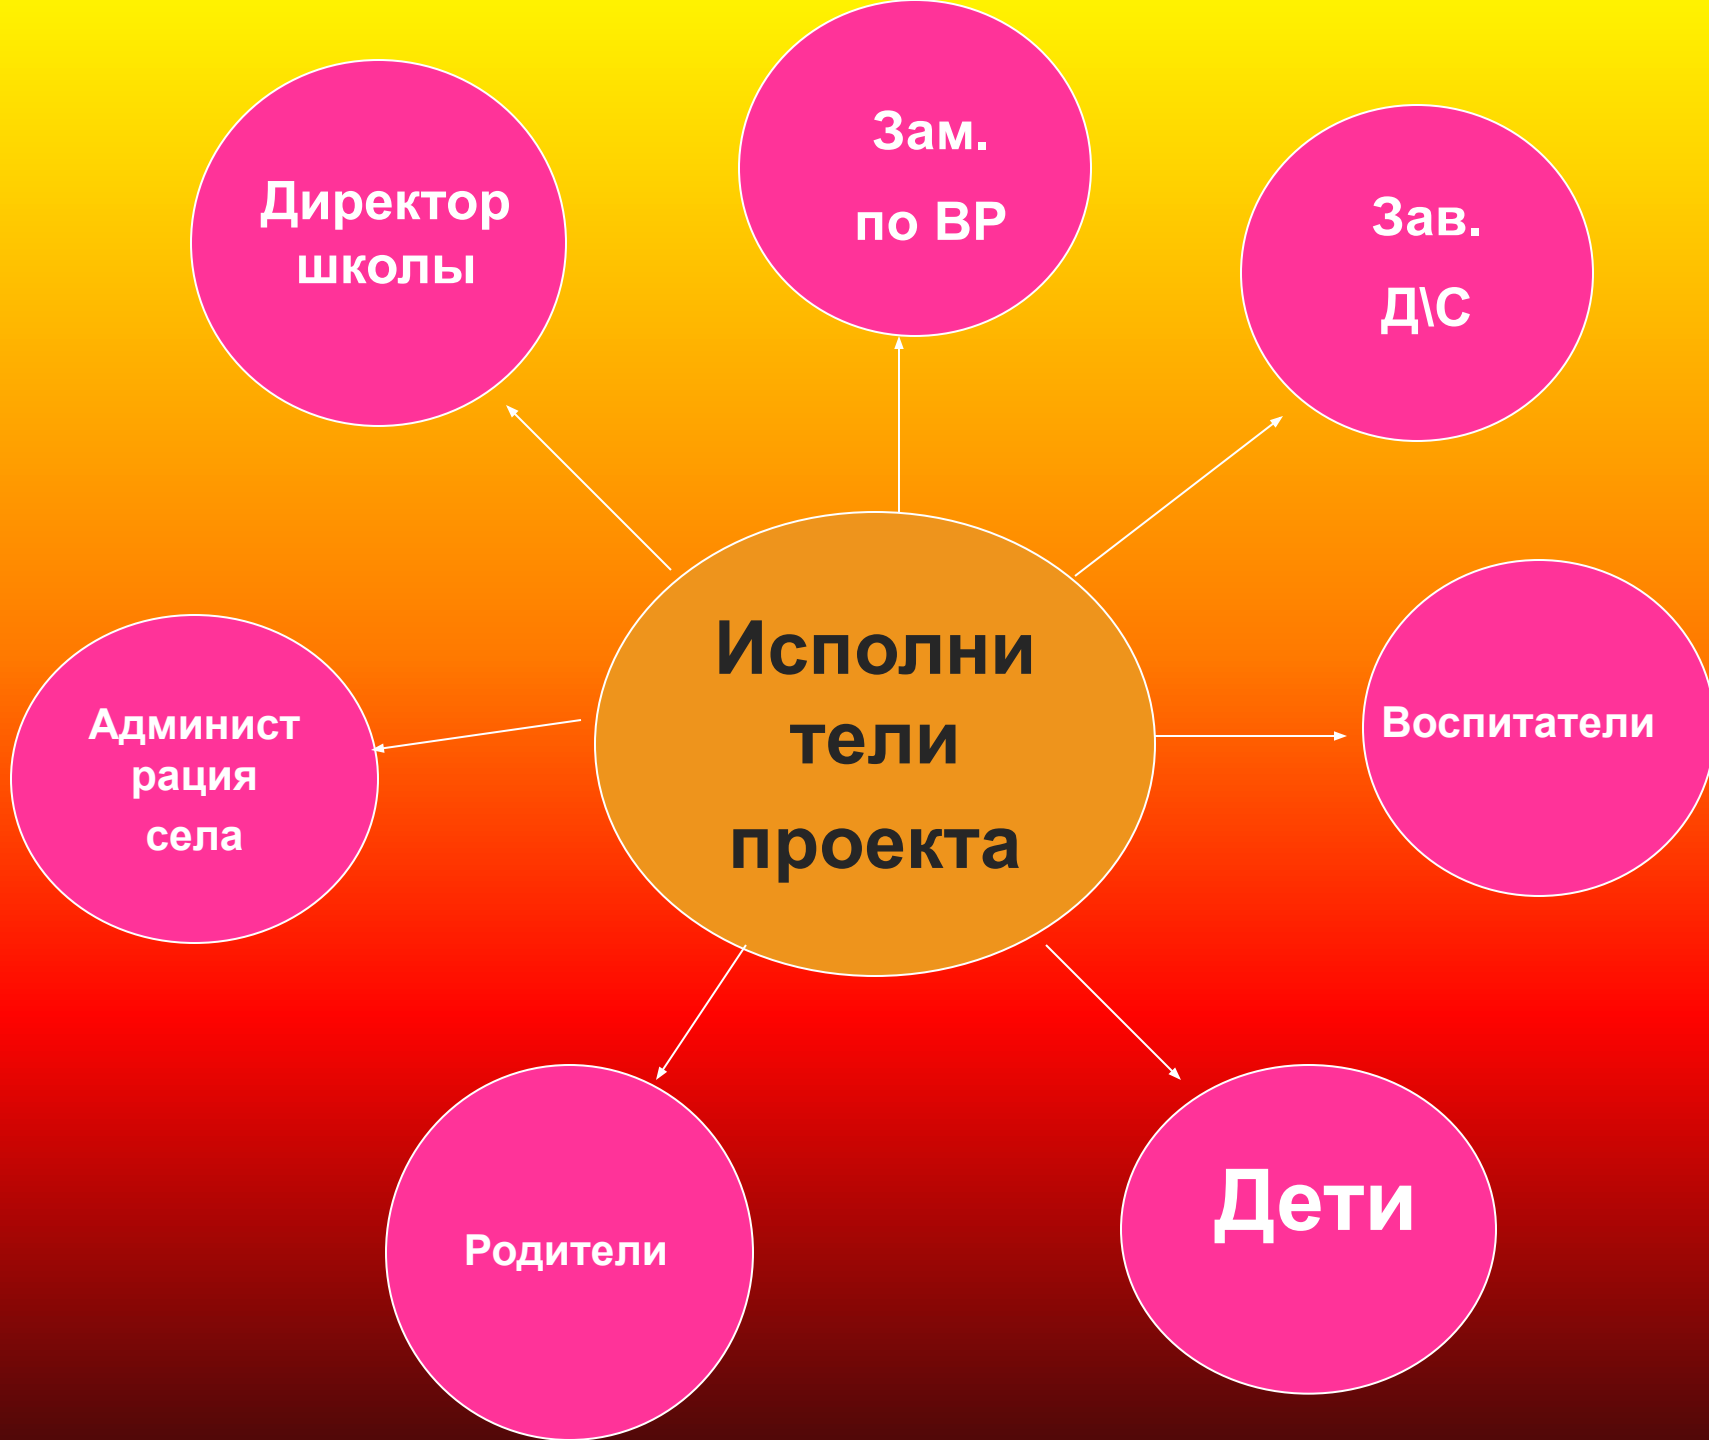 Зам.
по ВР
Директор
школы
Зав.
Д\С
Исполни
тели
проекта
Воспитатели
Админист
рация
села
Дети
Родители